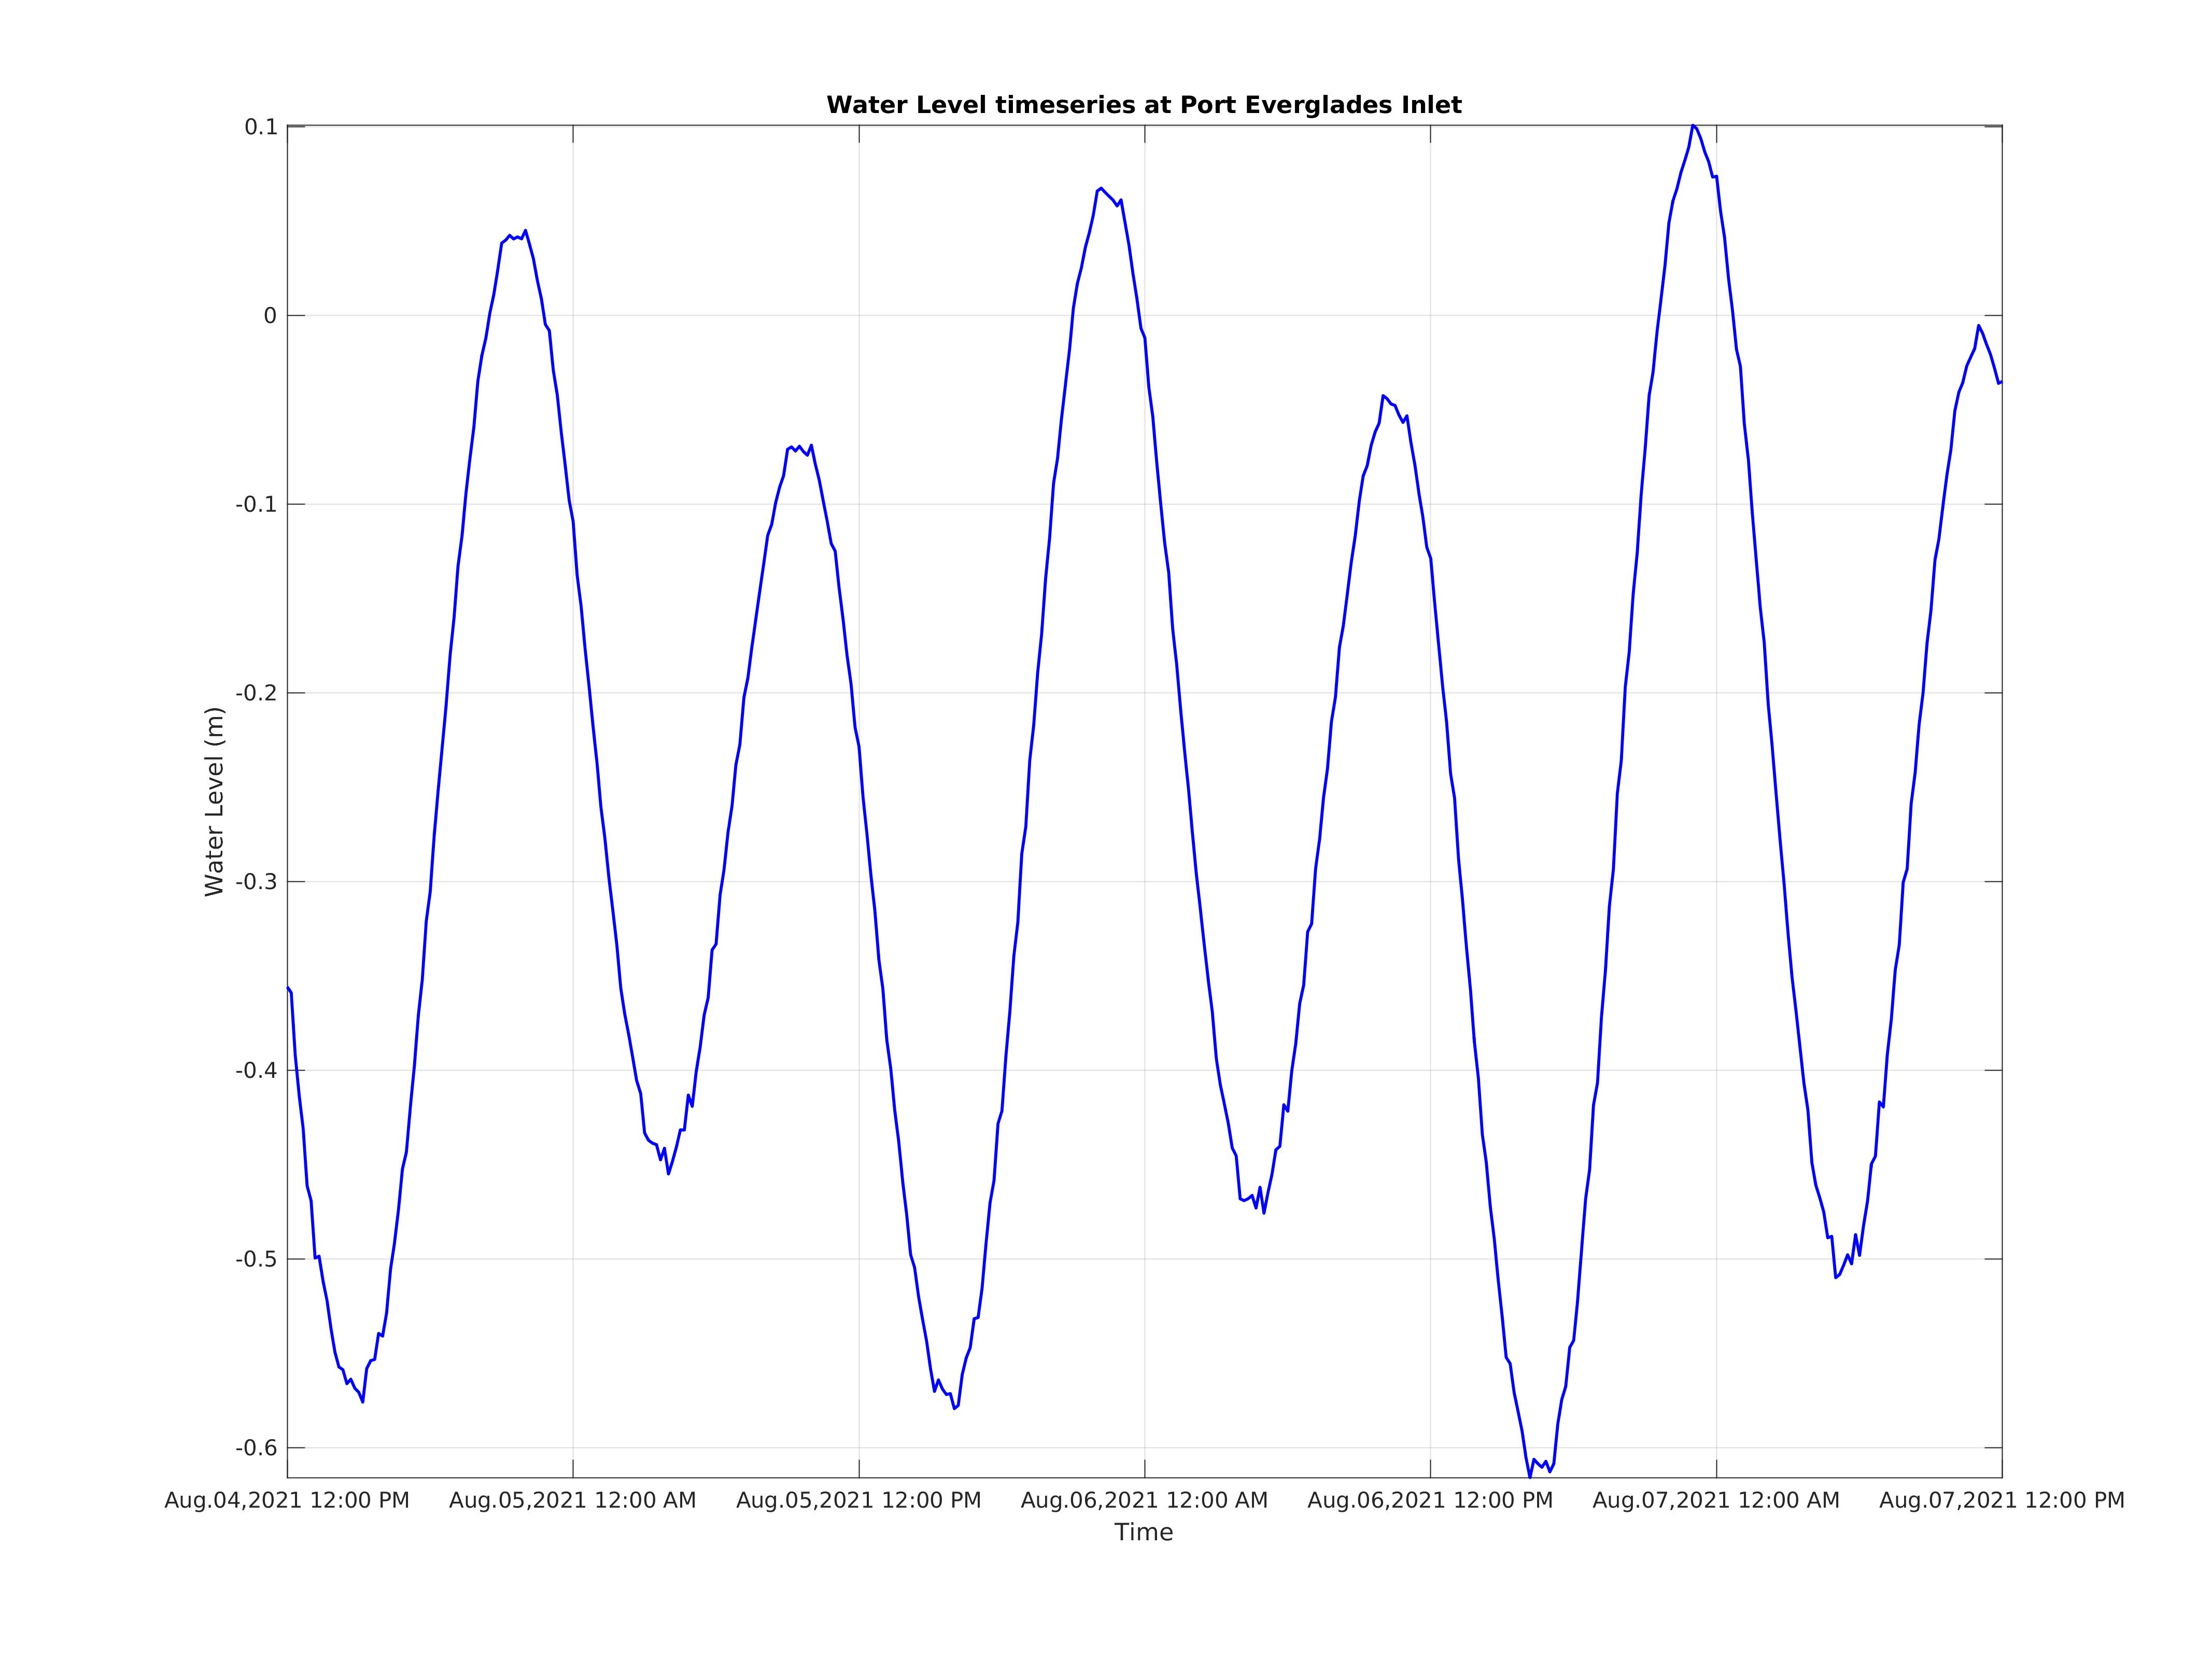 Water Level timeseries at Port Everglades Inlet
0.1
0
-0.1
-0.2
-0.3
-0.4
-0.5
-0.6
Water Level (m)
Aug.04,2021 12:00 PM Aug.05,2021 12:00 AM Aug.05,2021 12:00 PM Aug.06,2021 12:00 AM Aug.06,2021 12:00 PM Aug.07,2021 12:00 AM Aug.07,2021 12:00 PM
Time